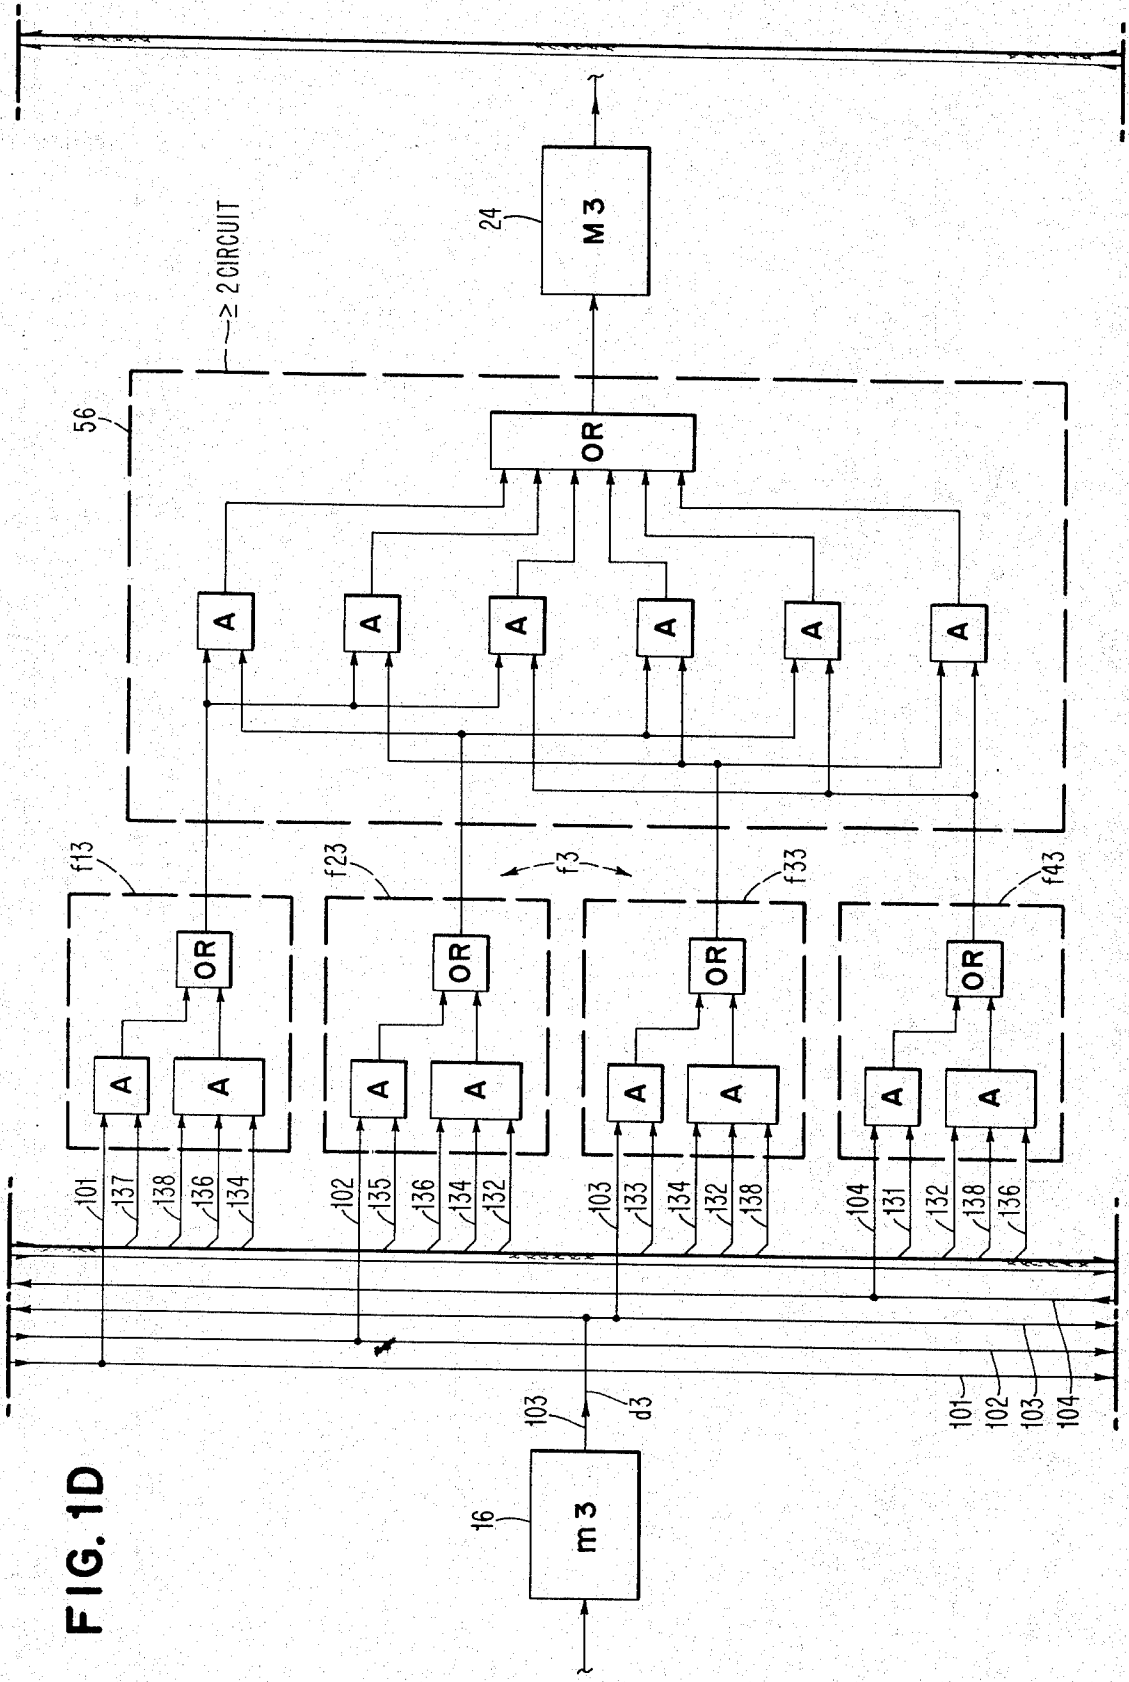 FIG. 1D
16
m3
103
d3
101
102
103
104
101
137
138
136
134
102
135
136
134
132
103
133
134
132
138
104
131
132
138
136
A
A
OR
f13
A
A
OR
f23
f3
A
A
OR
f33
A
A
OR
f43
56
≥ 2 CIRCUIT
A
A
A
A
A
A
OR
24
M3